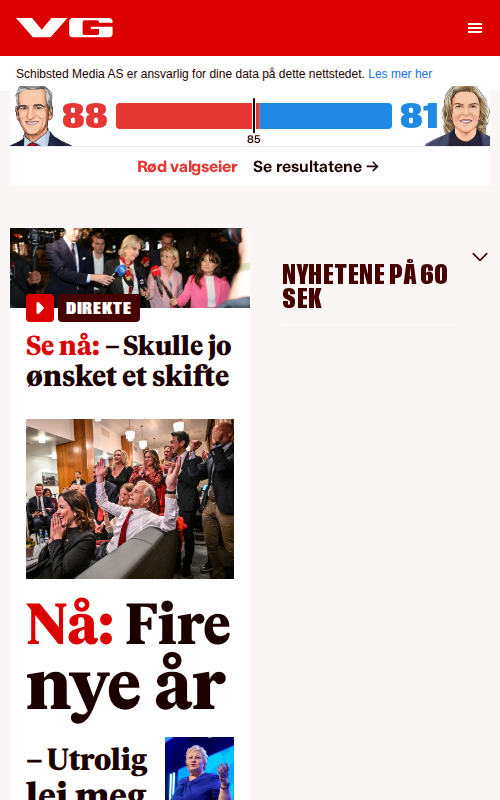 VG
Schibsted Media AS er ansvarlig for dine data på dette nettstedet. Les mer her
88
81
85
Rød valgseier Se resultatene →
NYHETENE PÅ 60
SEK
DIREKTE
Se nå: – Skulle jo
ønsket et skifte
Nå: Fire
nye år
– Utrolig
lei meg